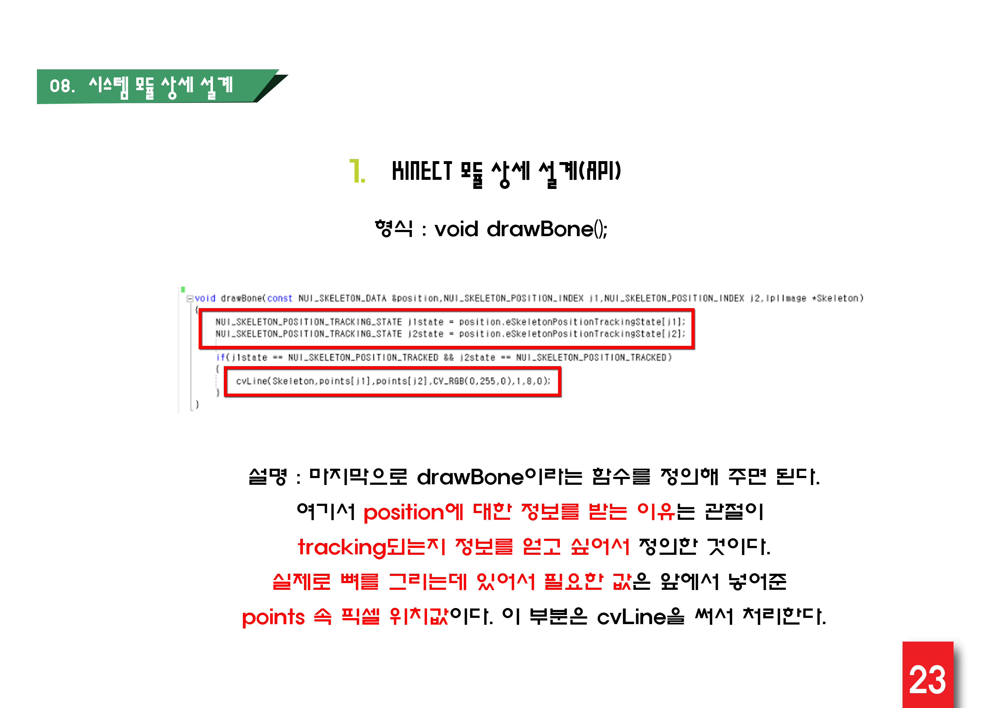 08. 시스템 모듈 상세 설계
1. KINECT 모듈 상세 설계(API)
형식 : void drawBone();
void drawBone(const NUI_SKELETON_DATA &position,NUI_SKELETON_POSITION_INDEX j1,NUI_SKELETON_POSITION_INDEX j2,IplImage *Skeleton)
{
NUI_SKELETON_POSITION_TRACKING_STATE j1state = position.eSkeletonPositionTrackingState[j1];
NUI_SKELETON_POSITION_TRACKING_STATE j2state = position.eSkeletonPositionTrackingState[j2];
if(j1state == NUI_SKELETON_POSITION_TRACKED && j2state == NUI_SKELETON_POSITION_TRACKED)
{
cvLine(Skeleton,points[j1],points[j2],CV_RGB(0,255,0),1,8,0);
}
}
설명 : 마지막으로 drawBone이라는 함수를 정의해 주면 된다.
여기서 position에 대한 정보를 받는 이유는 관절이
tracking되는지 정보를 얻고 싶어서 정의한 것이다.
실제로 뼈를 그리는데 있어서 필요한 값은 앞에서 넣어준
points 속 픽셀 위치값이다. 이 부분은 cvLine을 써서 처리한다.
23